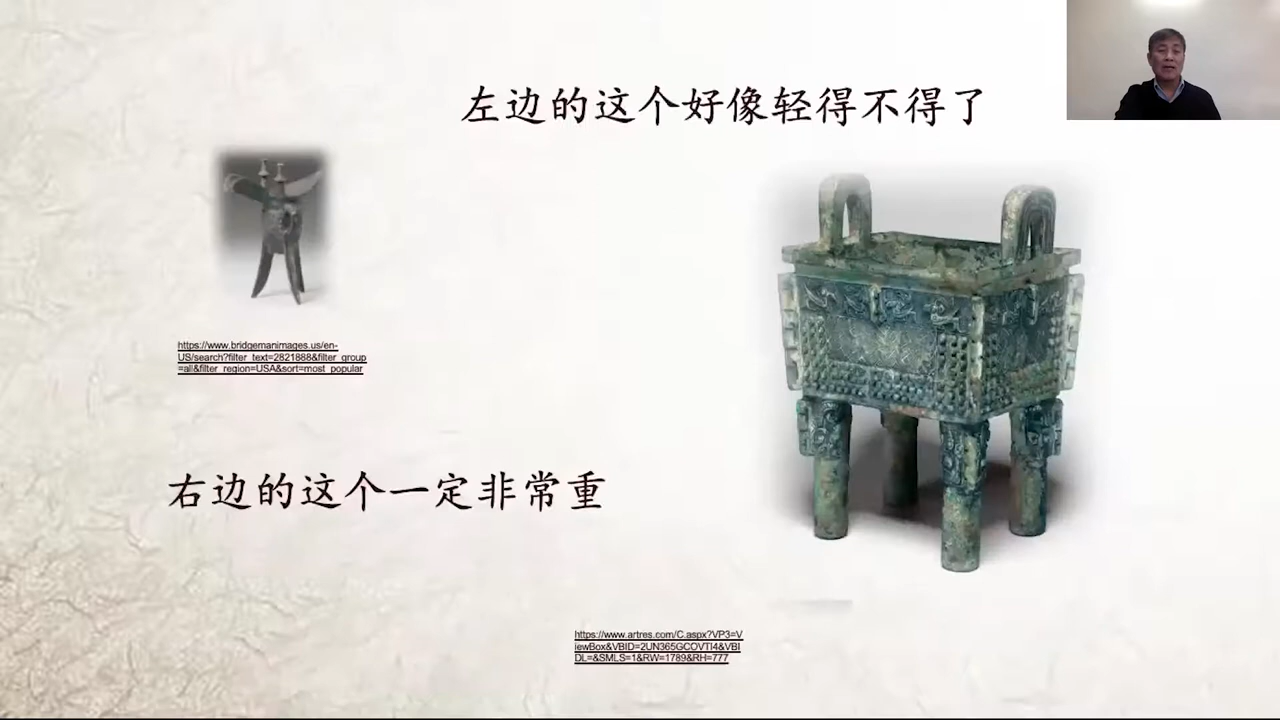 左边的这个好像轻得不得了
https://www.bridgemanimages.us/en-
US/search?filter_text=2821888&filter_group
=all&filter_region=USA&sort=most_popular
右边的这个一定非常重
https://www.artres.com/C.aspx?VP3=V
iewBox&VBID=2UN365GCOVTI4&VBI
DL=&SMLS=1&RW=1789&RH=777